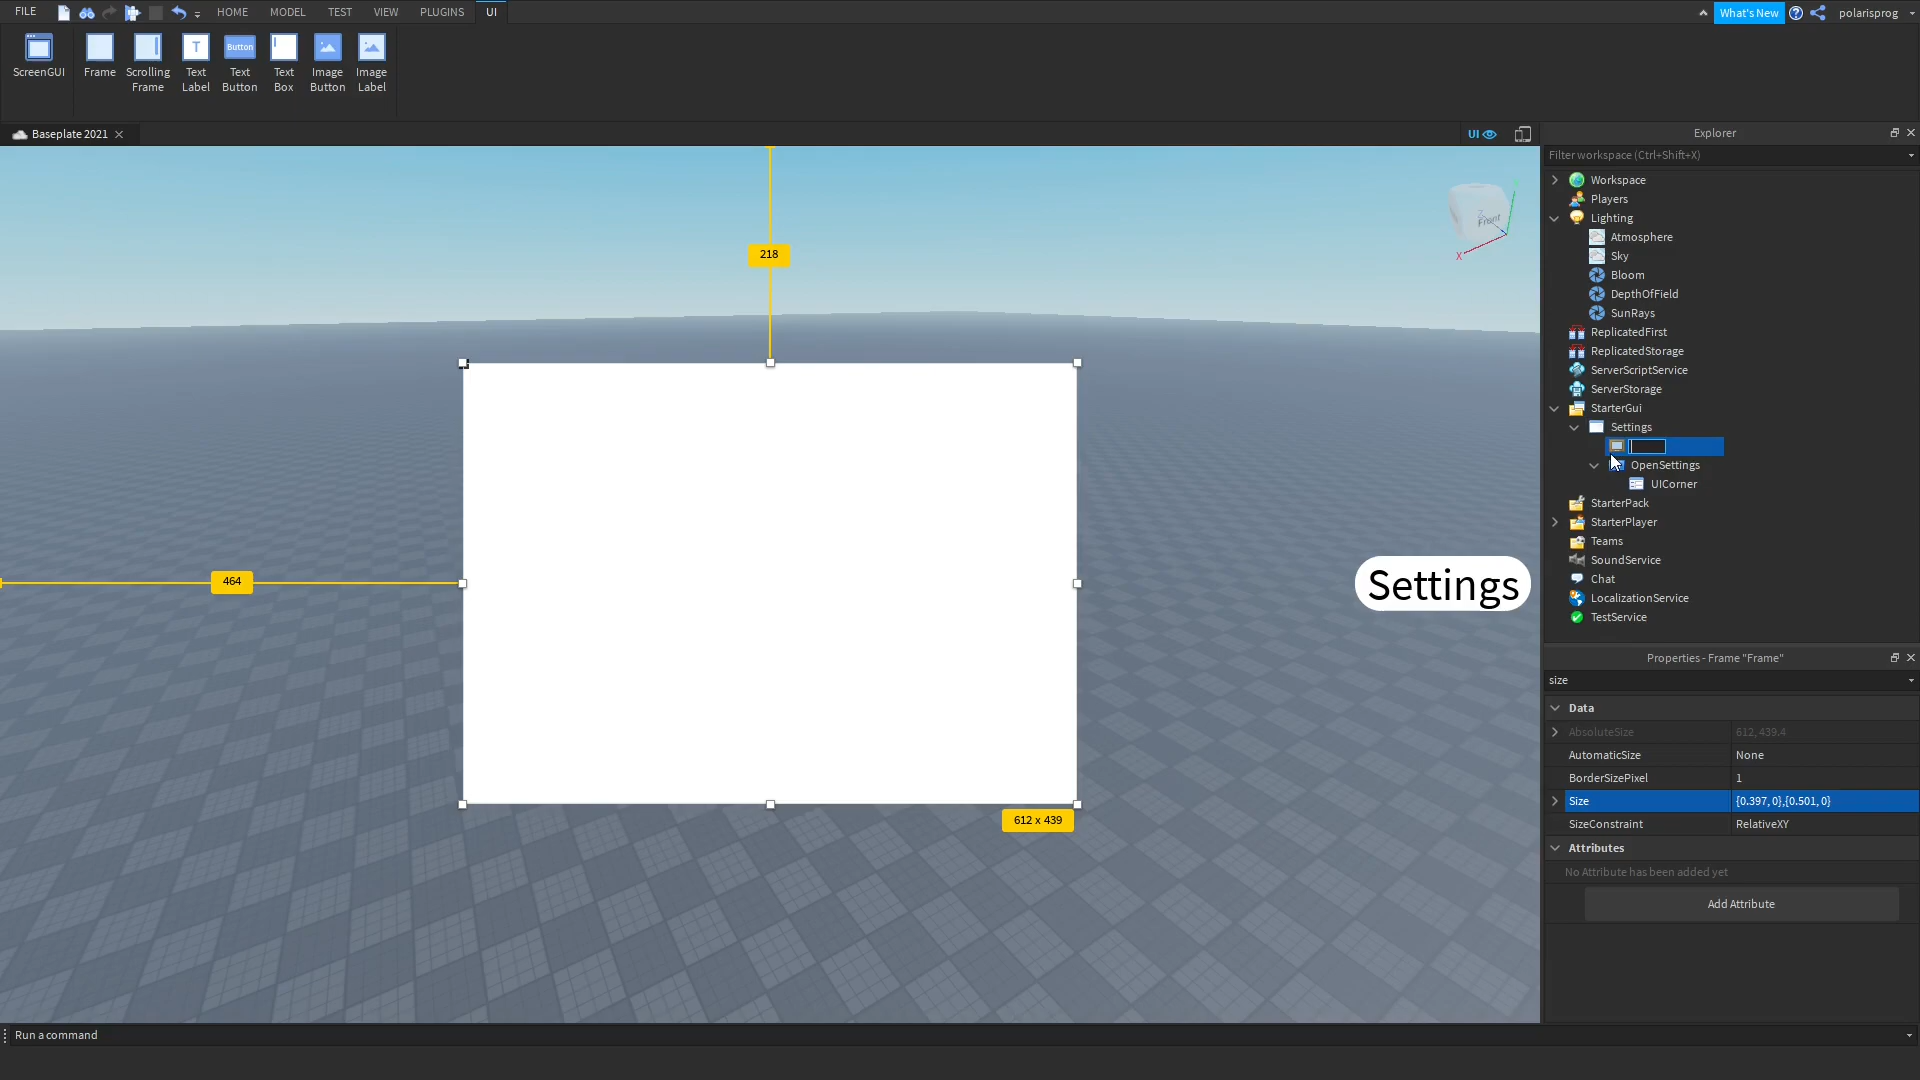 FILE
HOME
MODEL
TEST
VIEW
PLUGINS
UI
What's New
polarisprog
ScreenGUI
Frame
Scrolling
Frame
T
Text
Label
Button
Text
Button
Text
Box
Image
Button
Image
Label
Baseplate 2021
UI
Explorer
Filter workspace (Ctrl+Shift+X)
Workspace
Players
Lighting
Atmosphere
Sky
Bloom
DepthOfField
SunRays
ReplicatedFirst
ReplicatedStorage
ServerScriptService
ServerStorage
StarterGui
Settings
OpenSettings
UICorner
StarterPack
StarterPlayer
Teams
SoundService
Chat
LocalizationService
TestService
Front
X
218
464
612 x 439
Settings
Properties - Frame "Frame"
size
Data
AbsoluteSize 612, 439.4
AutomaticSize None
BorderSizePixel 1
Size {0.397, 0},{0.501, 0}
SizeConstraint RelativeXY
Attributes
No Attribute has been added yet
Add Attribute
Run a command